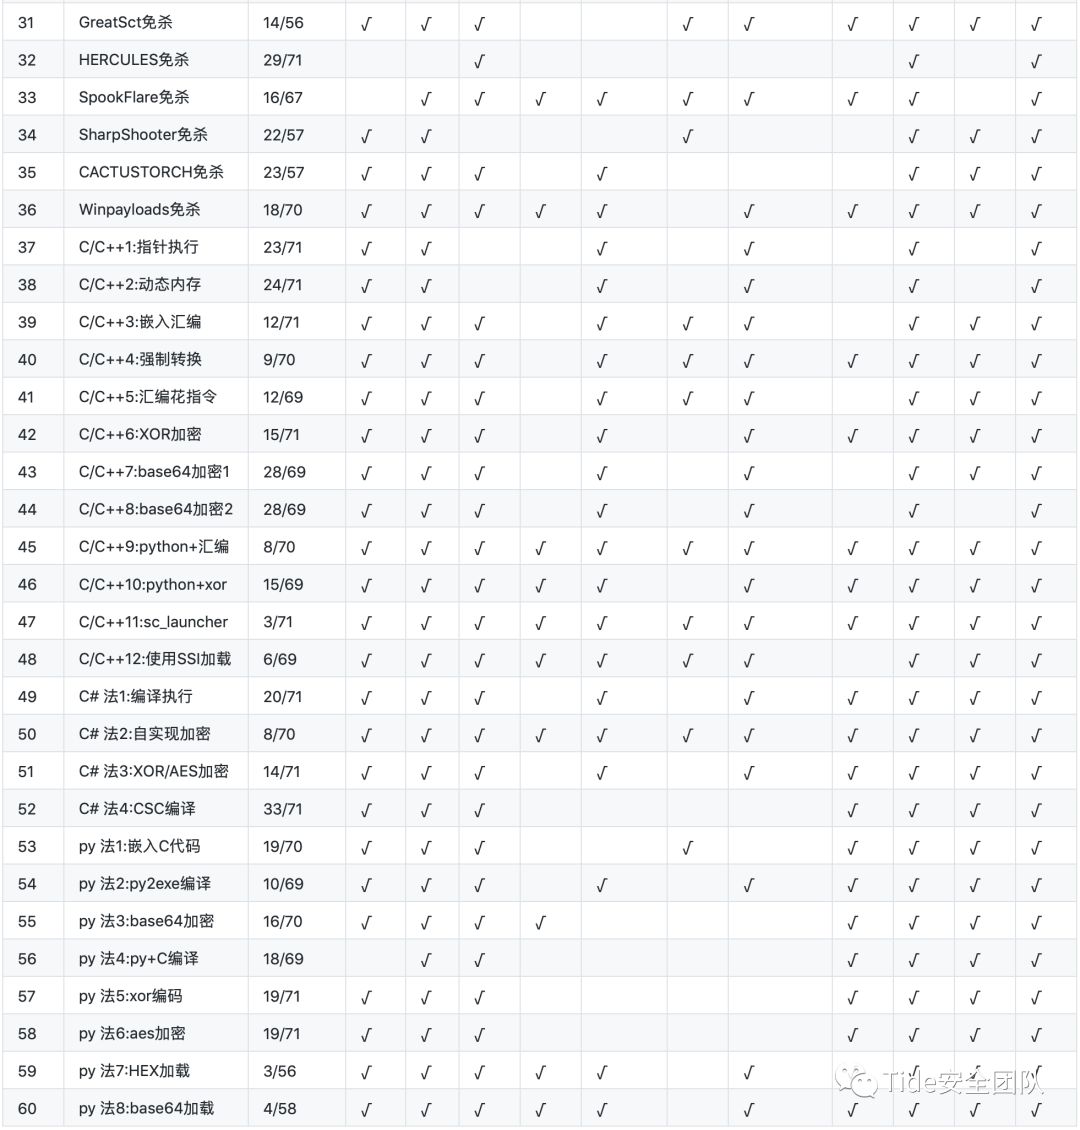 31 GreatSct免杀 14/56 √ √ √ √ √ √ √ √ √
32 HERCULES免杀 29/71 √ √ √
33 SpookFlare免杀 16/67 √ √ √ √ √ √ √ √ √
34 SharpShooter免杀 22/57 √ √ √ √ √ √
35 CACTUSTORCH免杀 23/57 √ √ √ √ √ √ √
36 Winpayloads免杀 18/70 √ √ √ √ √ √ √ √ √ √
37 C/C++1:指针执行 23/71 √ √ √ √ √ √
38 C/C++2:动态内存 24/71 √ √ √ √ √ √
39 C/C++3:嵌入汇编 12/71 √ √ √ √ √ √ √ √ √
40 C/C++4:强制转换 9/70 √ √ √ √ √ √ √ √ √ √
41 C/C++5:汇编花指令 12/69 √ √ √ √ √ √ √ √ √
42 C/C++6:XOR加密 15/71 √ √ √ √ √ √ √ √ √
43 C/C++7:base64加密1 28/69 √ √ √ √ √ √ √ √
44 C/C++8:base64加密2 28/69 √ √ √ √ √ √ √
45 C/C++9:python+汇编 8/70 √ √ √ √ √ √ √ √ √ √ √
46 C/C++10:python+xor 15/69 √ √ √ √ √ √ √ √ √ √
47 C/C++11:sc_launcher 3/71 √ √ √ √ √ √ √ √ √ √ √
48 C/C++12:使用SSI加载 6/69 √ √ √ √ √ √ √ √ √ √
49 C# 法1:编译执行 20/71 √ √ √ √ √ √ √ √ √
50 C# 法2:自实现加密 8/70 √ √ √ √ √ √ √ √ √ √ √
51 C# 法3:XOR/AES加密 14/71 √ √ √ √ √ √ √ √ √
52 C# 法4:CSC编译 33/71 √ √ √ √ √ √ √
53 py 法1:嵌入C代码 19/70 √ √ √ √ √ √ √ √
54 py 法2:py2exe编译 10/69 √ √ √ √ √ √ √ √ √
55 py 法3:base64加密 16/70 √ √ √ √ √ √ √ √
56 py 法4:py+C编译 18/69 √ √ √ √ √ √
57 py 法5:xor编码 19/71 √ √ √ √ √ √ √
58 py 法6:aes加密 19/71 √ √ √ √ √ √ √
59 py 法7:HEX加载 3/56 √ √ √ √ √ √ √ √ √ √
Tide安全团队
60 py 法8:base64加载 4/58 √ √ √ √ √ √ √ √ √ √